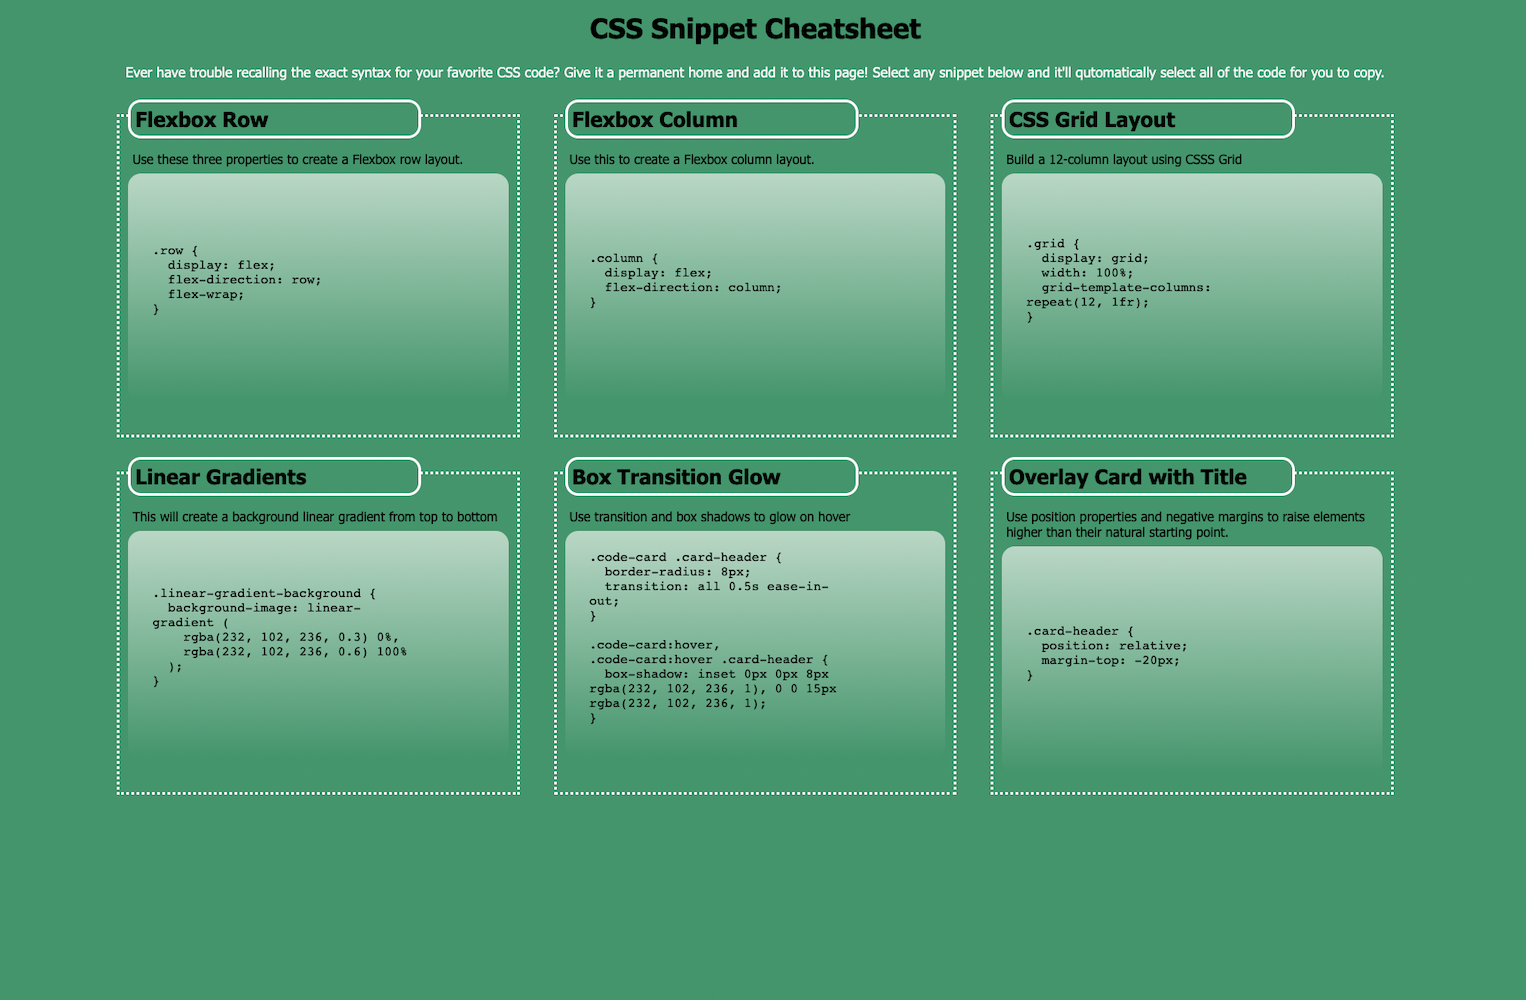 CSS Snippet Cheatsheet
Ever have trouble recalling the exact syntax for your favorite CSS code? Give it a permanent home and add it to this page! Select any snippet below and it'll qutomatically select all of the code for you to copy.
Flexbox Row
Use these three properties to create a Flexbox row layout.
.row {
  display: flex;
  flex-direction: row;
  flex-wrap;
}
Flexbox Column
Use this to create a Flexbox column layout.
.column {
  display: flex;
  flex-direction: column;
}
CSS Grid Layout
Build a 12-column layout using CSSS Grid
.grid {
  display: grid;
  width: 100%;
  grid-template-columns:
repeat(12, 1fr);
}
Linear Gradients
This will create a background linear gradient from top to bottom
.linear-gradient-background {
  background-image: linear-
gradient (
    rgba(232, 102, 236, 0.3) 0%,
    rgba(232, 102, 236, 0.6) 100%
  );
}
Box Transition Glow
Use transition and box shadows to glow on hover
.code-card .card-header {
  border-radius: 8px;
  transition: all 0.5s ease-in-
out;
}
.code-card:hover,
.code-card:hover .card-header {
  box-shadow: inset 0px 0px 8px
rgba(232, 102, 236, 1), 0 0 15px
rgba(232, 102, 236, 1);
}
Overlay Card with Title
Use position properties and negative margins to raise elements
higher than their natural starting point.
.card-header {
  position: relative;
  margin-top: -20px;
}